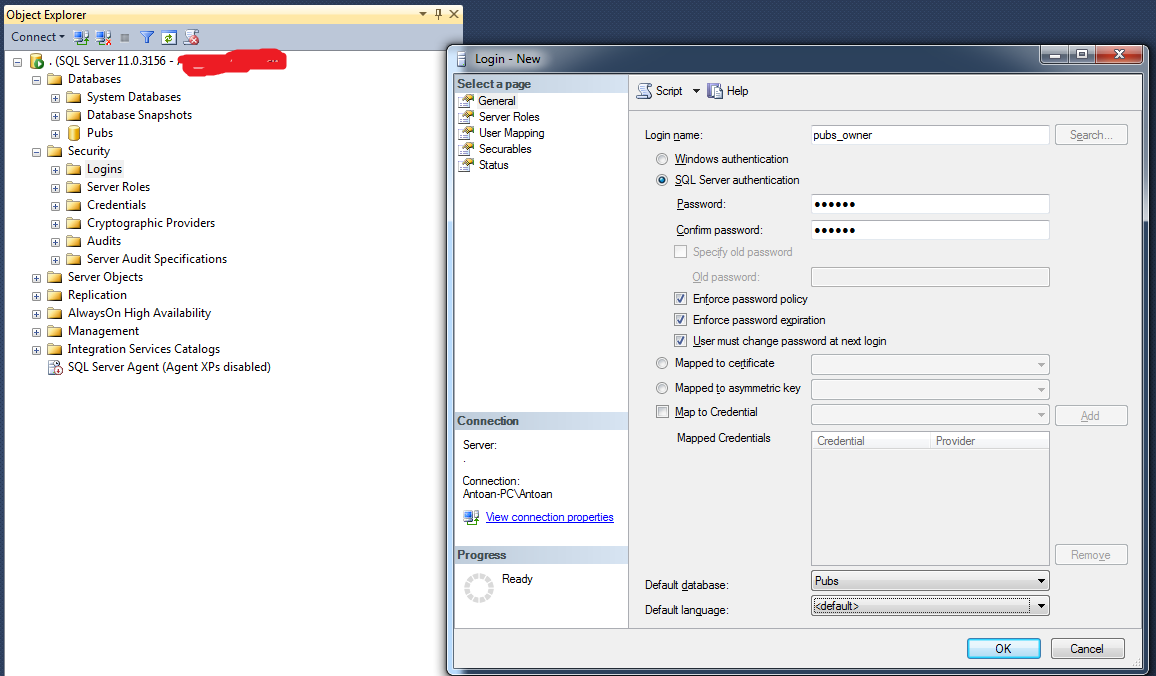 Object Explorer
Connect
. (SQL Server 11.0.3156 -
Databases
System Databases
Database Snapshots
Pubs
Security
Logins
Server Roles
Credentials
Cryptographic Providers
Audits
Server Audit Specifications
Server Objects
Replication
AlwaysOn High Availability
Management
Integration Services Catalogs
SQL Server Agent (Agent XPs disabled)
Login - New
Select a page
General
Server Roles
User Mapping
Securables
Status
Connection
Server:
.
Connection:
Antoan-PC\Antoan
View connection properties
Progress
Ready
Script Help
Login name: pubs_owner Search...
Windows authentication
SQL Server authentication
Password: ●●●●●●
Confirm password: ●●●●●●
Specify old password
Old password:
Enforce password policy
Enforce password expiration
User must change password at next login
Mapped to certificate
Mapped to asymmetric key
Map to Credential Add
Mapped Credentials Credential Provider
Remove
Default database: Pubs
Default language: <default>
OK Cancel